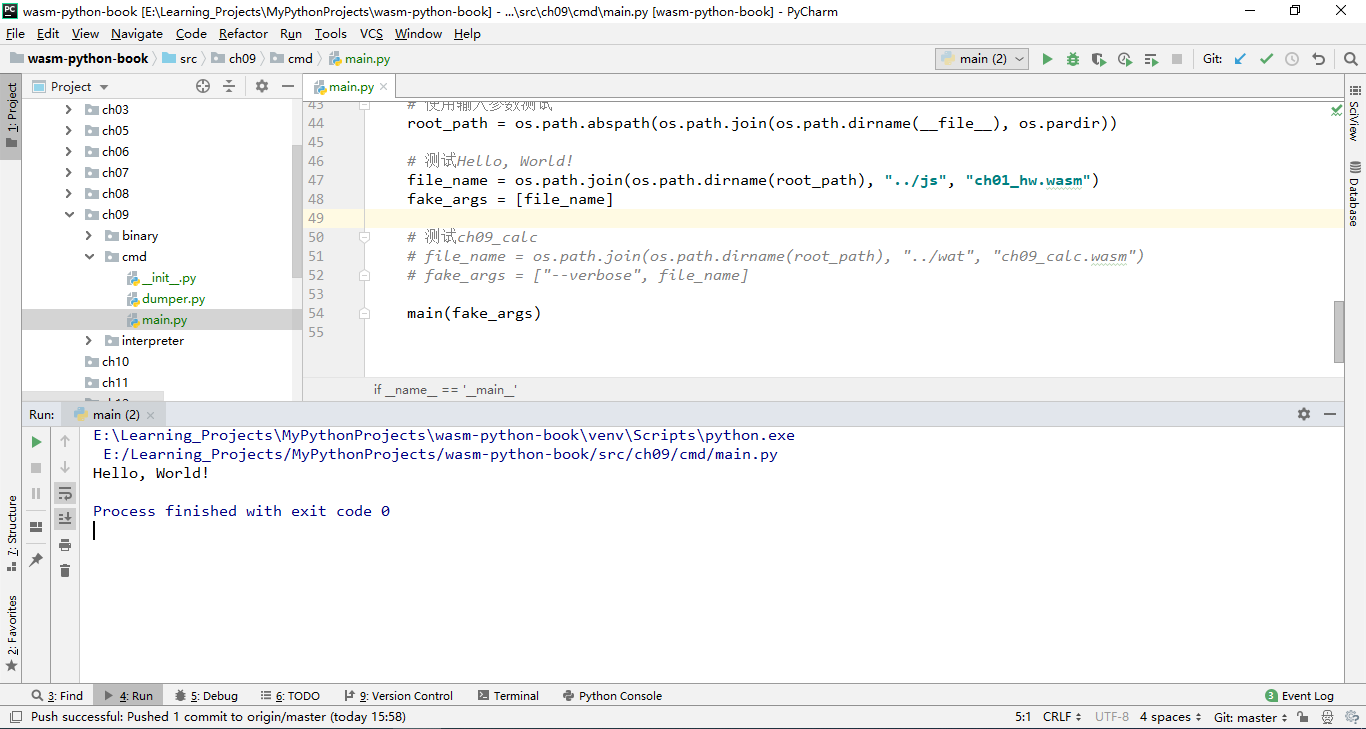 wasm-python-book [E:\Learning_Projects\MyPythonProjects\wasm-python-book] - ...\src\ch09\cmd\main.py [wasm-python-book] - PyCharm
File Edit View Navigate Code Refactor Run Tools VCS Window Help
wasm-python-book src ch09 cmd main.py main (2) Git:
1: Project
Project
main.py
ch03
ch05
ch06
ch07
ch08
ch09
binary
cmd
__init__.py
dumper.py
main.py
interpreter
ch10
ch11
43 # 使用输入参数测试
44 root_path = os.path.abspath(os.path.join(os.path.dirname(__file__), os.pardir))
45
46 # 测试Hello, World!
47 file_name = os.path.join(os.path.dirname(root_path), "../js", "ch01_hw.wasm")
48 fake_args = [file_name]
49
50 # 测试ch09_calc
51 # file_name = os.path.join(os.path.dirname(root_path), "../wat", "ch09_calc.wasm")
52 # fake_args = ["--verbose", file_name]
53
54 main(fake_args)
55
if __name__ == '__main__'
SciView
Database
Run: main (2)
E:\Learning_Projects\MyPythonProjects\wasm-python-book\venv\Scripts\python.exe
E:/Learning_Projects/MyPythonProjects/wasm-python-book/src/ch09/cmd/main.py
Hello, World!
Process finished with exit code 0
7: Structure
2: Favorites
3: Find 4: Run 5: Debug 6: TODO 9: Version Control Terminal Python Console 3 Event Log
Push successful: Pushed 1 commit to origin/master (today 15:58) 5:1 CRLF UTF-8 4 spaces Git: master